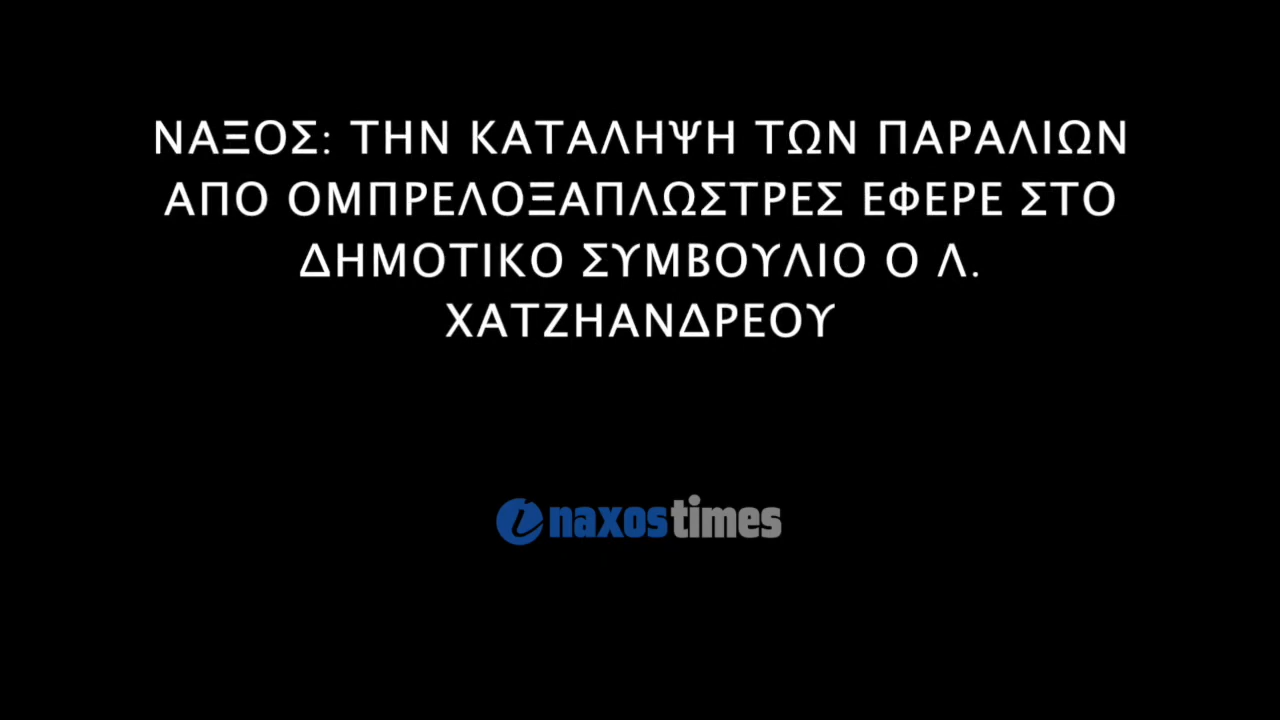 ΝΑΞΟΣ: ΤΗΝ ΚΑΤΑΛΗΨΗ ΤΩΝ ΠΑΡΑΛΙΩΝ
ΑΠΟ ΟΜΠΡΕΛΟΞΑΠΛΩΣΤΡΕΣ ΕΦΕΡΕ ΣΤΟ
ΔΗΜΟΤΙΚΟ ΣΥΜΒΟΥΛΙΟ Ο Λ.
ΧΑΤΖΗΑΝΔΡΕΟΥ
i naxostimes